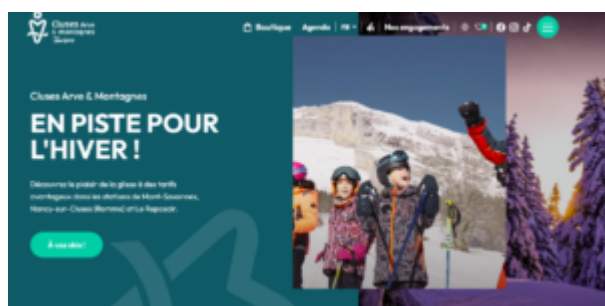 Cluses Arve
& montagnes
Boutique Agenda FR Nos engagements
Cluses Arve & Montagnes
EN PISTE POUR
L'HIVER !
Découvrez le plaisir de la glisse à des tarifs
avantageux dans les stations de Mont-Saxonnex,
Nancy-sur-Cluses (Romme) et Le Reposoir.
À vos skis !